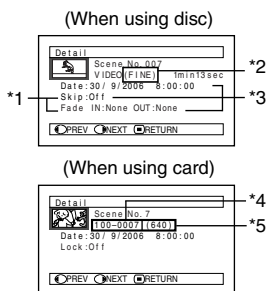 (When using disc)
Detail
Scene No. 007
VIDEO (FINE) 1min13sec
*2
Date:30/ 9/2006 8:00:00
*1
Skip:Off
*3
Fade IN:None OUT:None
PREV NEXT RETURN
(When using card)
Detail
Scene No. 7
*4
100-0007 (640)
*5
Date:30/ 9/2006 8:00:00
Lock:Off
PREV NEXT RETURN